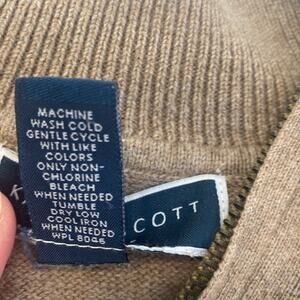 MACHINE
WASH COLD
GENTLE CYCLE
WITH LIKE
COLORS
ONLY NON-
CHLORINE
BLEACH
WHEN NEEDED
TUMBLE
DRY LOW
COOL IRON
WHEN NEEDED
WPL 8045
K
COTT